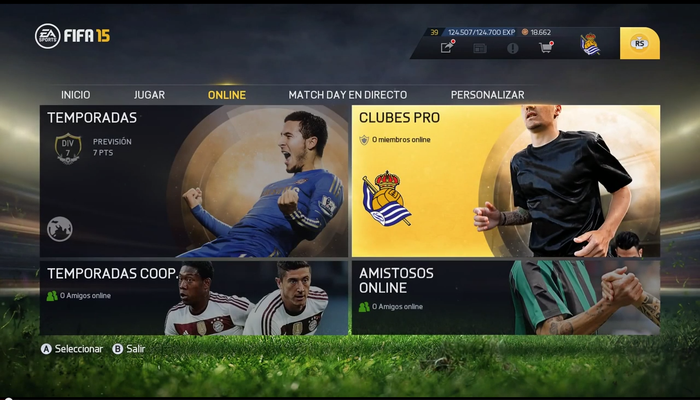 EA SPORTS FIFA 15
39 124.507/124.700 EXP 18.662
RS
INICIO JUGAR ONLINE MATCH DAY EN DIRECTO PERSONALIZAR
TEMPORADAS
DIV 7
PREVISIÓN
7 PTS
CLUBES PRO
0 miembros online
TEMPORADAS COOP.
0 Amigos online
AMISTOSOS
ONLINE
0 Amigos online
A Seleccionar B Salir